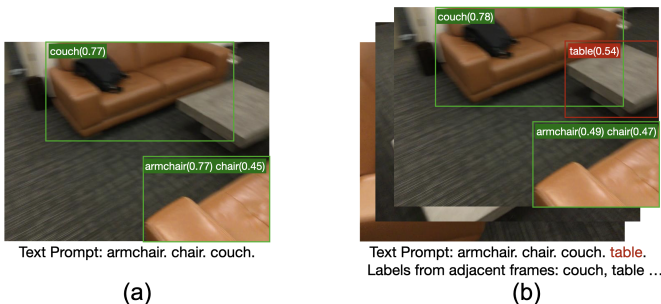 couch(0.77)
armchair(0.77) chair(0.45)
Text Prompt: armchair. chair. couch.
(a)
couch(0.78)
table(0.54)
armchair(0.49) chair(0.47)
Text Prompt: armchair. chair. couch. table.
Labels from adjacent frames: couch, table ...
(b)